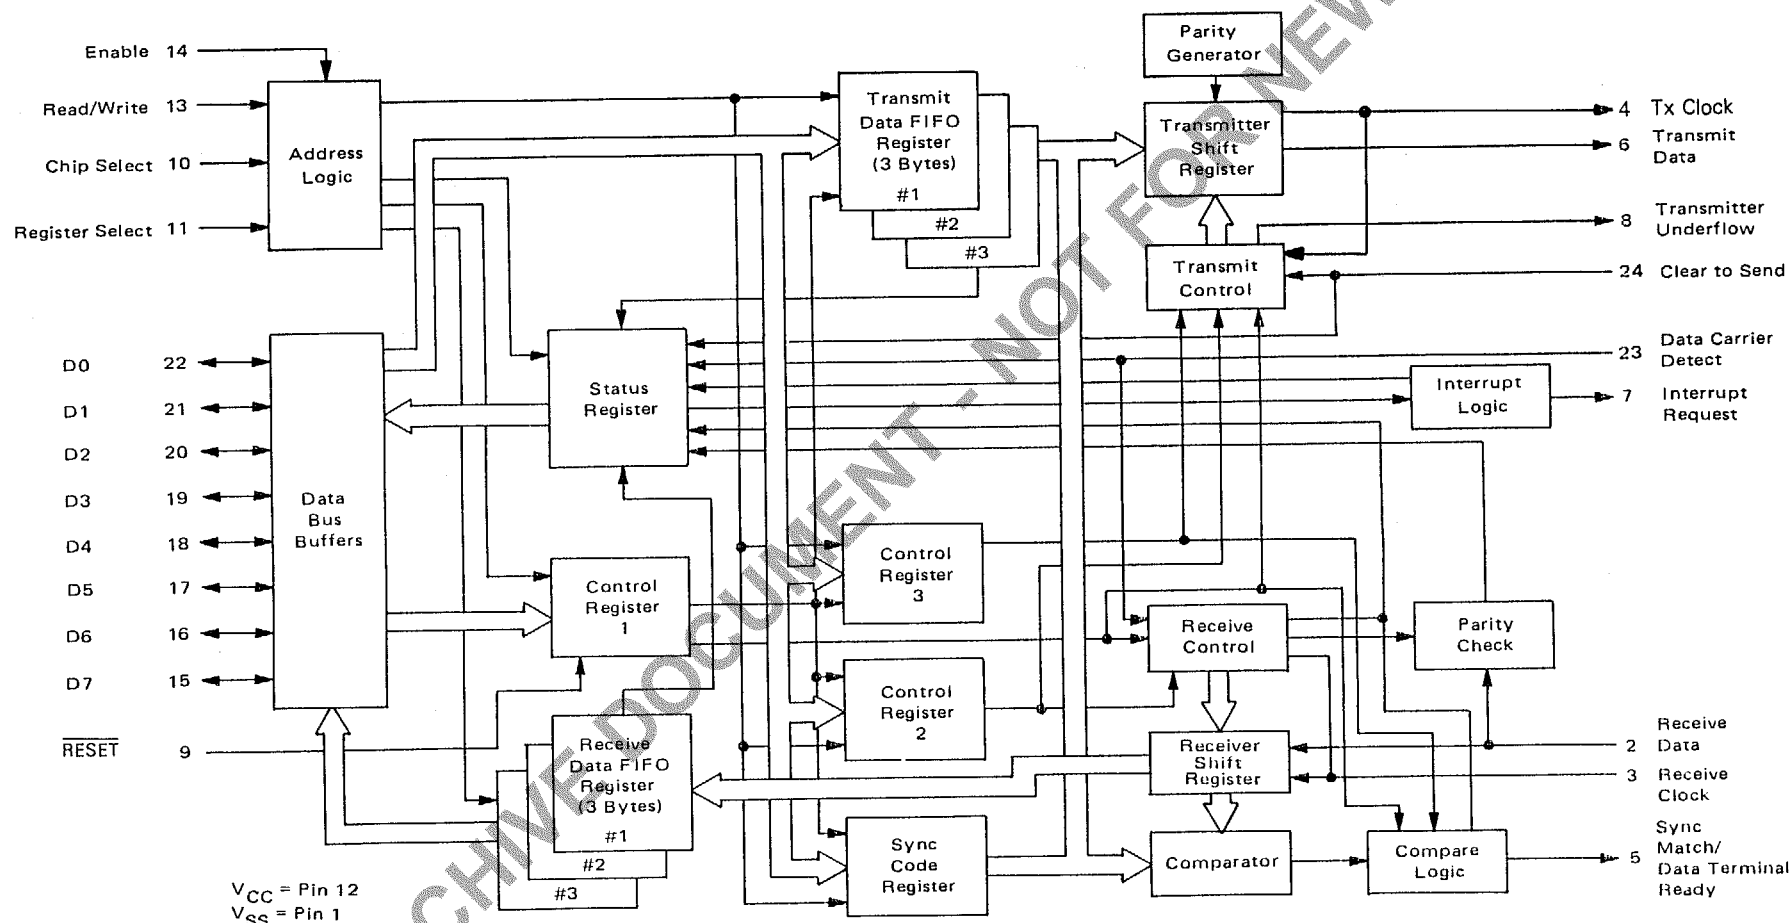 Enable 14
Read/Write 13
Chip Select 10
Register Select 11
Address
Logic
D0 22
D1 21
D2 20
D3 19
D4 18
D5 17
D6 16
D7 15
RESET 9
Data
Bus
Buffers
VCC = Pin 12
VSS = Pin 1
Status
Register
Control
Register
1
Receive
Data FIFO
Register
(3 Bytes)
#1
#2
#3
Transmit
Data FIFO
Register
(3 Bytes)
#1
#2
#3
Control
Register
3
Control
Register
2
Sync
Code
Register
Parity
Generator
Transmitter
Shift
Register
Transmit
Control
Interrupt
Logic
Receive
Control
Parity
Check
Receiver
Shift
Register
Comparator
Compare
Logic
4 Tx Clock
6 Transmit
Data
8 Transmitter
Underflow
24 Clear to Send
23 Data Carrier
Detect
7 Interrupt
Request
2 Receive
Data
3 Receive
Clock
5 Sync
Match/
Data Terminal
Ready
CHIVE DOCUMENT - NOT FOR NEW